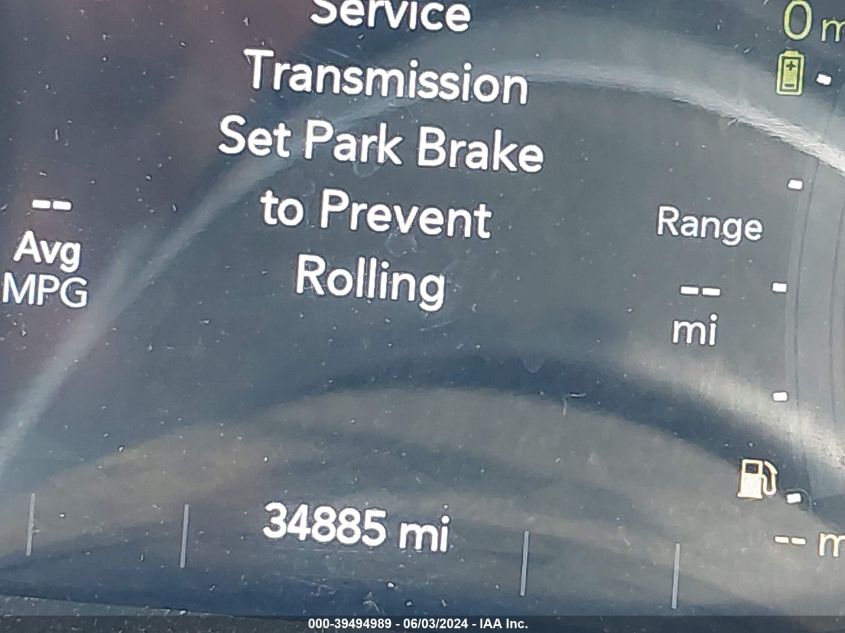 Service
Transmission
Set Park Brake
to Prevent
Rolling
0 m
--
Avg
MPG
Range
--
mi
34885 mi
-- m
000-39494989 - 06/03/2024 - IAA Inc.